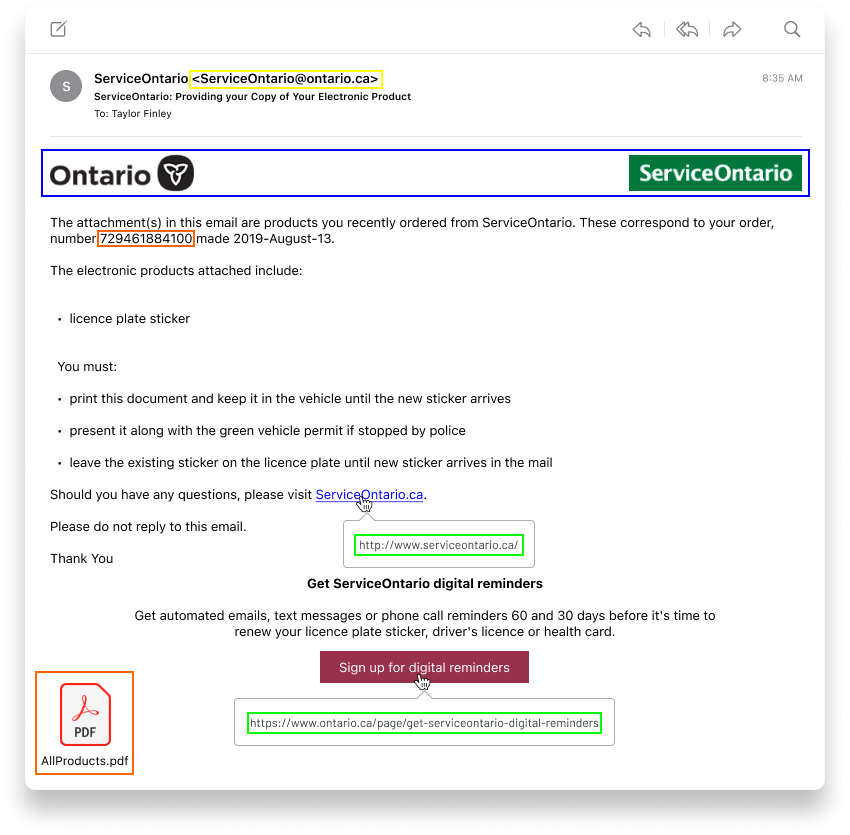 S
ServiceOntario <ServiceOntario@ontario.ca>
8:35 AM
ServiceOntario: Providing your Copy of Your Electronic Product
To: Taylor Finley
Ontario
ServiceOntario
The attachment(s) in this email are products you recently ordered from ServiceOntario. These correspond to your order,
number 729461884100 made 2019-August-13.
The electronic products attached include:
• licence plate sticker
You must:
• print this document and keep it in the vehicle until the new sticker arrives
• present it along with the green vehicle permit if stopped by police
• leave the existing sticker on the licence plate until new sticker arrives in the mail
Should you have any questions, please visit ServiceOntario.ca.
Please do not reply to this email.
http://www.serviceontario.ca/
Thank You
Get ServiceOntario digital reminders
Get automated emails, text messages or phone call reminders 60 and 30 days before it's time to
renew your licence plate sticker, driver's licence or health card.
Sign up for digital reminders
https://www.ontario.ca/page/get-serviceontario-digital-reminders
PDF
AllProducts.pdf